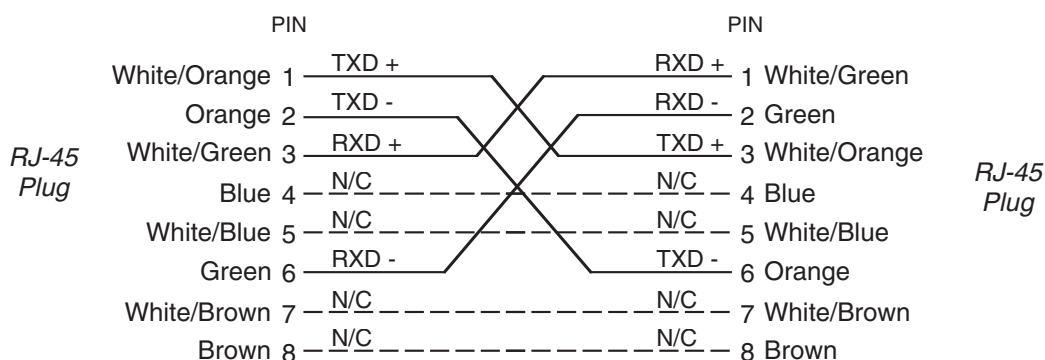 PIN PIN
White/Orange 1 TXD + RXD + 1 White/Green
Orange 2 TXD - RXD - 2 Green
White/Green 3 RXD + TXD + 3 White/Orange
RJ-45 Plug
Blue 4 N/C N/C 4 Blue
RJ-45 Plug
White/Blue 5 N/C N/C 5 White/Blue
Green 6 RXD - TXD - 6 Orange
White/Brown 7 N/C N/C 7 White/Brown
Brown 8 N/C N/C 8 Brown